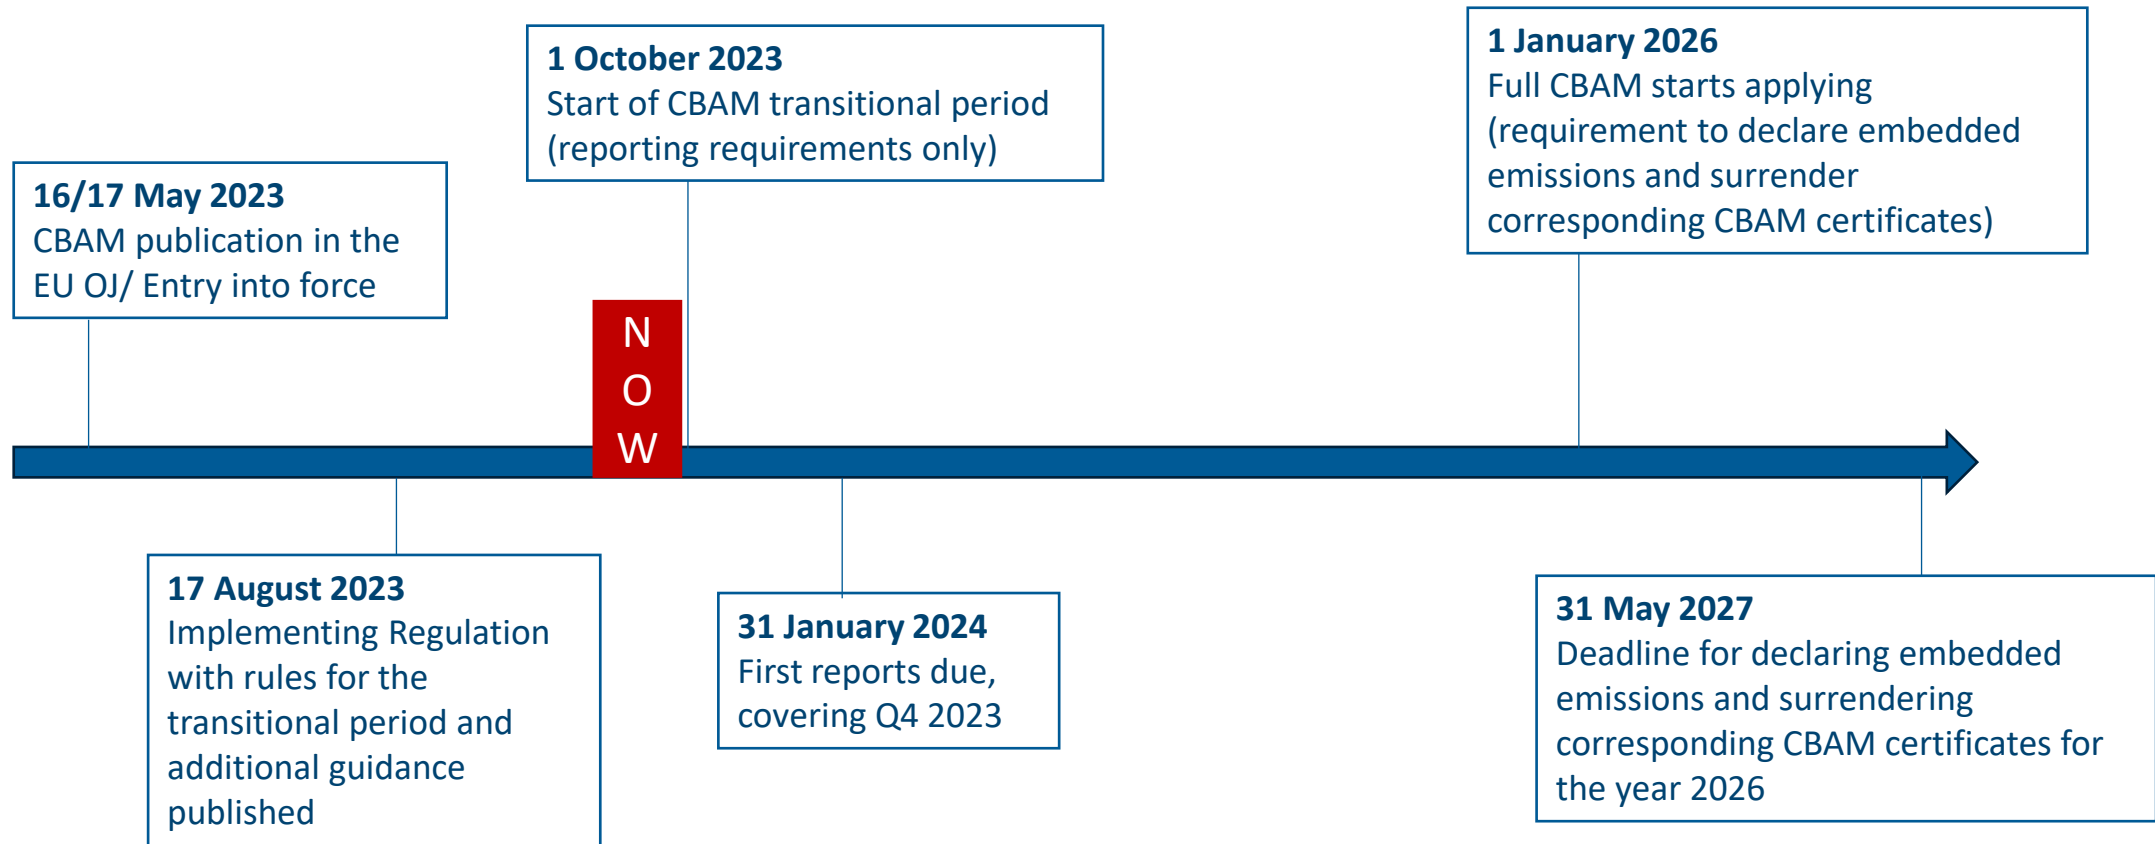 16/17 May 2023
CBAM publication in the
EU OJ/ Entry into force
1 October 2023
Start of CBAM transitional period
(reporting requirements only)
1 January 2026
Full CBAM starts applying
(requirement to declare embedded
emissions and surrender
corresponding CBAM certificates)
N
O
W
17 August 2023
Implementing Regulation
with rules for the
transitional period and
additional guidance
published
31 January 2024
First reports due,
covering Q4 2023
31 May 2027
Deadline for declaring embedded
emissions and surrendering
corresponding CBAM certificates for
the year 2026